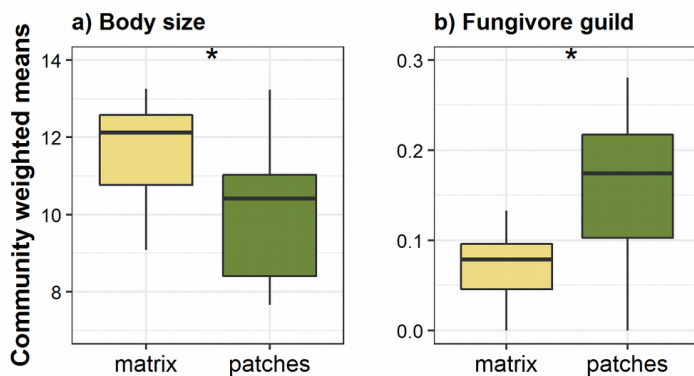 a) Body size
b) Fungivore guild
Community weighted means
*
*
14
12
10
8
0.3
0.2
0.1
0.0
matrix
patches
matrix
patches